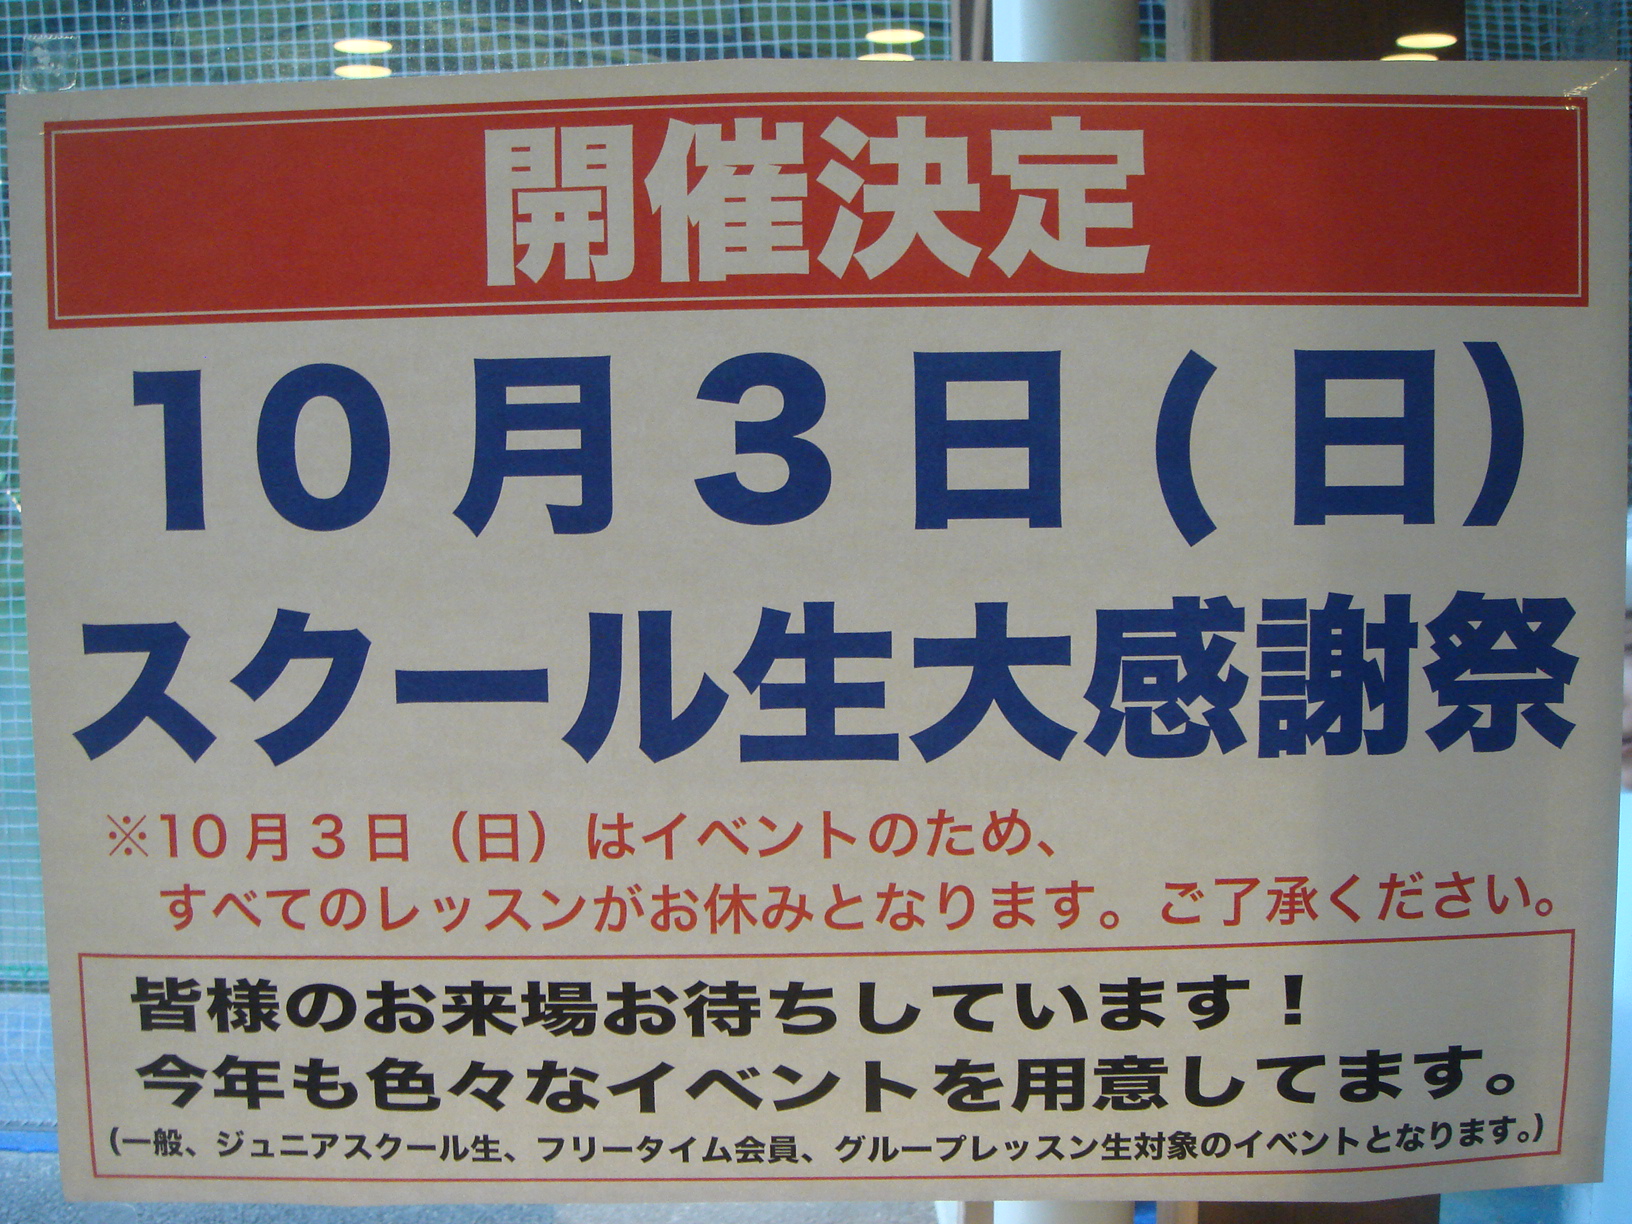 開催決定
10月3日(日)
スクール生大感謝祭
※10月3日（日）はイベントのため、
すべてのレッスンがお休みとなります。ご了承ください。
皆様のお来場お待ちしています！
今年も色々なイベントを用意してます。
(一般、ジュニアスクール生、フリータイム会員、グループレッスン生対象のイベントとなります。)